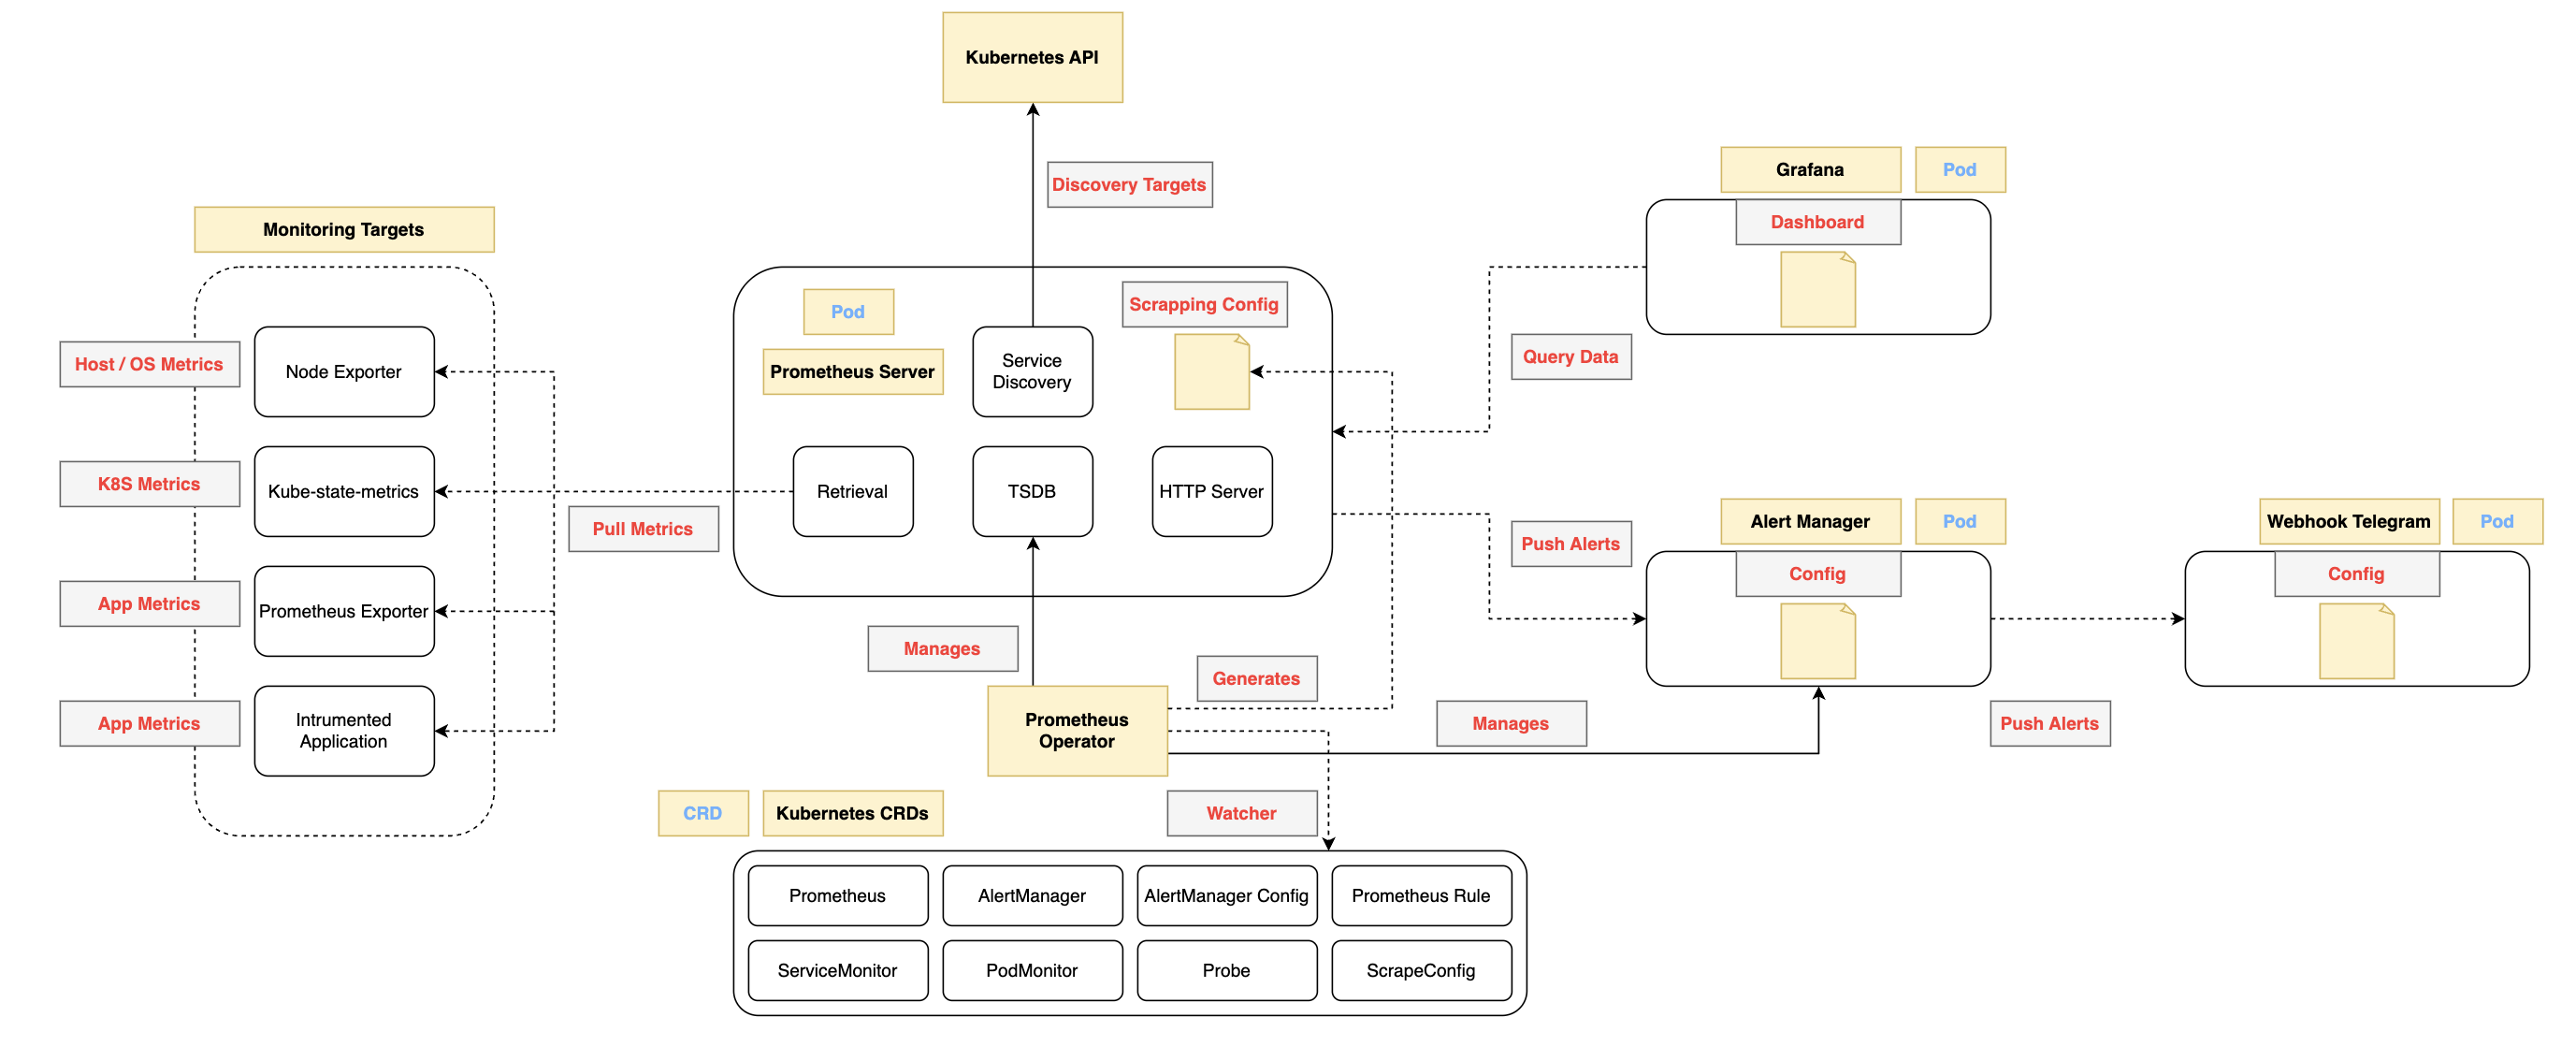 Kubernetes API
Discovery Targets
Grafana
Pod
Dashboard
Monitoring Targets
Host / OS Metrics
Node Exporter
K8S Metrics
Kube-state-metrics
App Metrics
Prometheus Exporter
App Metrics
Intrumented
Application
Pull Metrics
Pod
Prometheus Server
Service
Discovery
Scrapping Config
Retrieval
TSDB
HTTP Server
Query Data
Push Alerts
Alert Manager
Pod
Config
Webhook Telegram
Pod
Config
Push Alerts
Manages
Generates
Manages
Prometheus
Operator
Watcher
CRD
Kubernetes CRDs
Prometheus
AlertManager
AlertManager Config
Prometheus Rule
ServiceMonitor
PodMonitor
Probe
ScrapeConfig